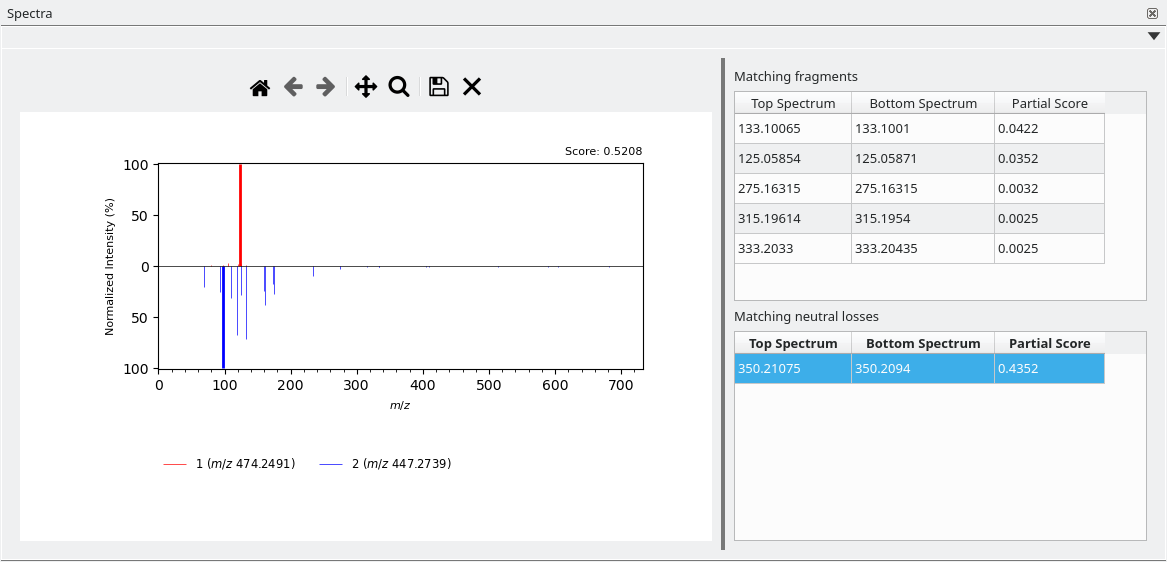 Spectra
Score: 0.5208
100
50
0
50
100
Normalized Intensity (%)
0 100 200 300 400 500 600 700
m/z
1 (m/z 474.2491) 2 (m/z 447.2739)
Matching fragments
Top Spectrum Bottom Spectrum Partial Score
133.10065 133.1001 0.0422
125.05854 125.05871 0.0352
275.16315 275.16315 0.0032
315.19614 315.1954 0.0025
333.2033 333.20435 0.0025
Matching neutral losses
Top Spectrum Bottom Spectrum Partial Score
350.21075 350.2094 0.4352